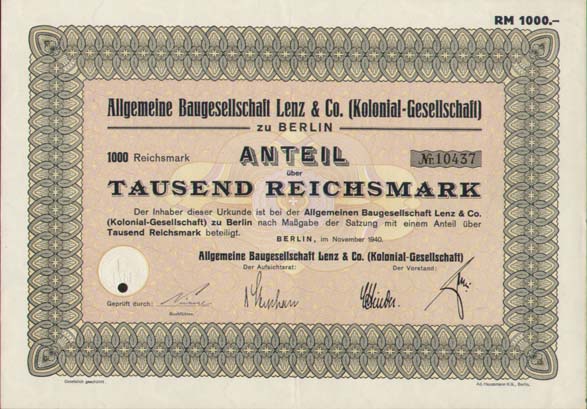 RM 1000.–
Allgemeine Baugesellschaft Lenz & Co. (Kolonial-Gesellschaft)
zu BERLIN
1000 Reichsmark ANTEIL Nr. 10437
über
TAUSEND REICHSMARK
Der Inhaber dieser Urkunde ist bei der Allgemeinen Baugesellschaft Lenz & Co.
(Kolonial-Gesellschaft) zu Berlin nach Maßgabe der Satzung mit einem Anteil über
Tausend Reichsmark beteiligt.
BERLIN, im November 1940.
Allgemeine Baugesellschaft Lenz & Co. (Kolonial-Gesellschaft)
Der Aufsichtsrat: Der Vorstand:
Geprüft durch:
Buchführer.
Gesetzlich geschützt.